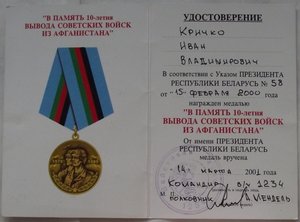 "В ПАМЯТЬ 10-летия
ВЫВОДА СОВЕТСКИХ ВОЙСК
ИЗ АФГАНИСТАНА"
УДОСТОВЕРЕНИЕ
Кричко
Иван
Владимирович
В соответствии с Указом ПРЕЗИДЕНТА
РЕСПУБЛИКИ БЕЛАРУСЬ № 58
от "15" февраля 2000 года
награжден медалью
"В ПАМЯТЬ 10-летия
ВЫВОДА СОВЕТСКИХ ВОЙСК
ИЗ АФГАНИСТАНА"
От имени ПРЕЗИДЕНТА
РЕСПУБЛИКИ БЕЛАРУСЬ
медаль вручена
"14" марта 2001 года
Командир в/ч 1234
М.П.
полковник Мендель